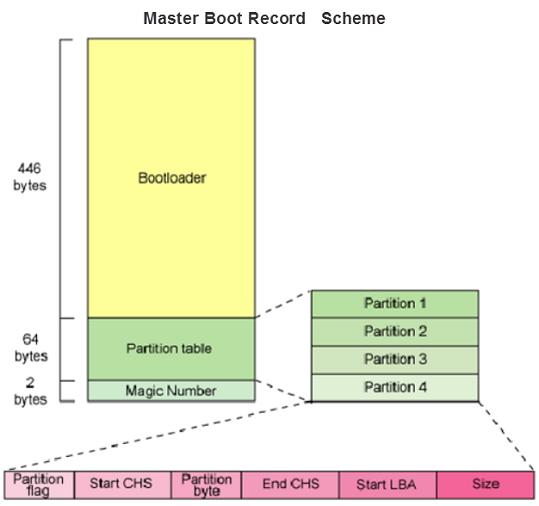 Master Boot Record Scheme
446
bytes
Bootloader
64
bytes
Partition table
2
bytes
Magic Number
Partition 1
Partition 2
Partition 3
Partition 4
Partition
flag
Start CHS
Partition
byte
End CHS
Start LBA
Size